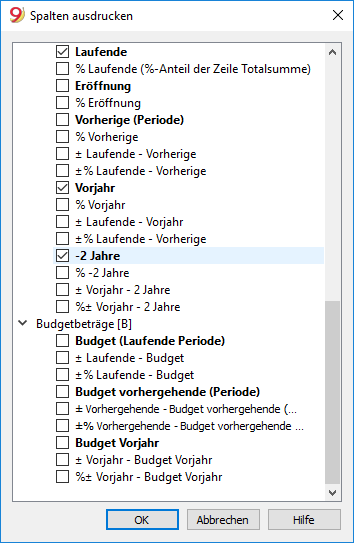 9 Spalten ausdrucken
Laufende
% Laufende (%-Anteil der Zeile Totalsumme)
Eröffnung
% Eröffnung
Vorherige (Periode)
% Vorherige
± Laufende - Vorherige
±% Laufende - Vorherige
Vorjahr
% Vorjahr
± Laufende - Vorjahr
±% Laufende - Vorherige
-2 Jahre
% -2 Jahre
± Vorjahr - 2 Jahre
%± Vorjahr - 2 Jahre
Budgetbeträge [B]
Budget (Laufende Periode)
± Laufende - Budget
±% Laufende - Budget
Budget vorhergehende (Periode)
± Vorhergehende - Budget vorhergehende (...
±% Vorhergehende - Budget vorhergehende ...
Budget Vorjahr
± Vorjahr - Budget Vorjahr
%± Vorjahr - Budget Vorjahr
OK Abbrechen Hilfe